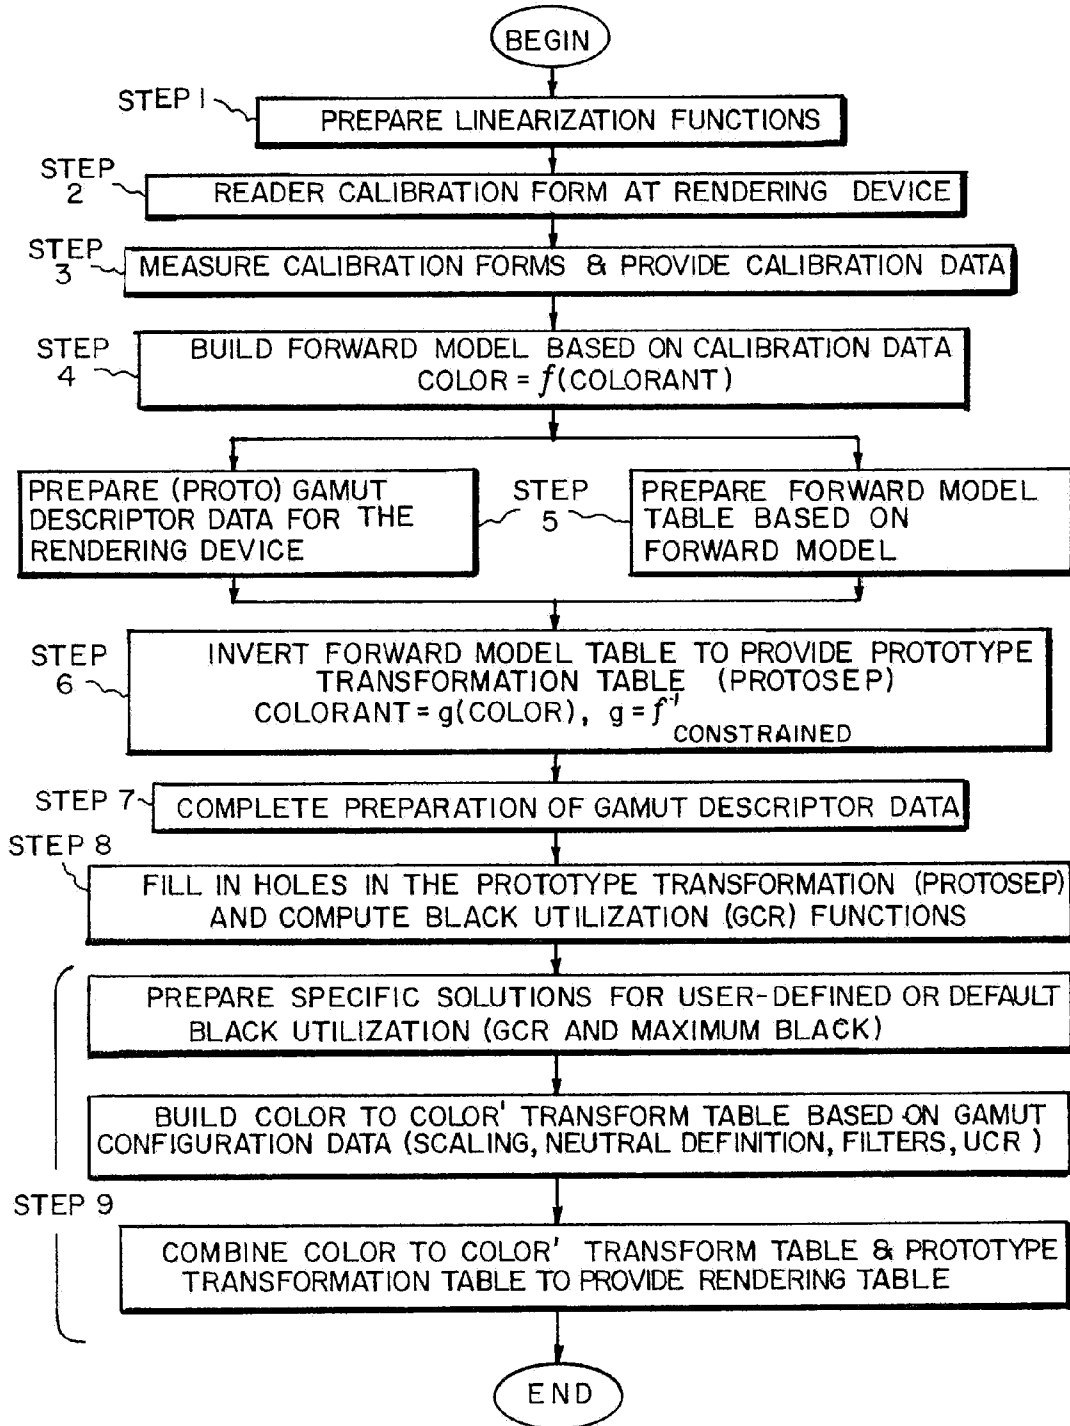 BEGIN
STEP 1
PREPARE LINEARIZATION FUNCTIONS
STEP
2
READER CALIBRATION FORM AT RENDERING DEVICE
STEP
3
MEASURE CALIBRATION FORMS & PROVIDE CALIBRATION DATA
STEP
4
BUILD FORWARD MODEL BASED ON CALIBRATION DATA
COLOR = f(COLORANT)
PREPARE (PROTO) GAMUT
DESCRIPTOR DATA FOR THE
RENDERING DEVICE
STEP
5
PREPARE FORWARD MODEL
TABLE BASED ON
FORWARD MODEL
STEP
6
INVERT FORWARD MODEL TABLE TO PROVIDE PROTOTYPE
TRANSFORMATION TABLE (PROTOSEP)
COLORANT = g(COLOR), g = f⁻¹
CONSTRAINED
STEP 7
COMPLETE PREPARATION OF GAMUT DESCRIPTOR DATA
STEP 8
FILL IN HOLES IN THE PROTOTYPE TRANSFORMATION (PROTOSEP)
AND COMPUTE BLACK UTILIZATION (GCR) FUNCTIONS
STEP 9
PREPARE SPECIFIC SOLUTIONS FOR USER-DEFINED OR DEFAULT
BLACK UTILIZATION (GCR AND MAXIMUM BLACK)
BUILD COLOR TO COLOR' TRANSFORM TABLE BASED ON GAMUT
CONFIGURATION DATA (SCALING, NEUTRAL DEFINITION, FILTERS, UCR )
COMBINE COLOR TO COLOR' TRANSFORM TABLE & PROTOTYPE
TRANSFORMATION TABLE TO PROVIDE RENDERING TABLE
END